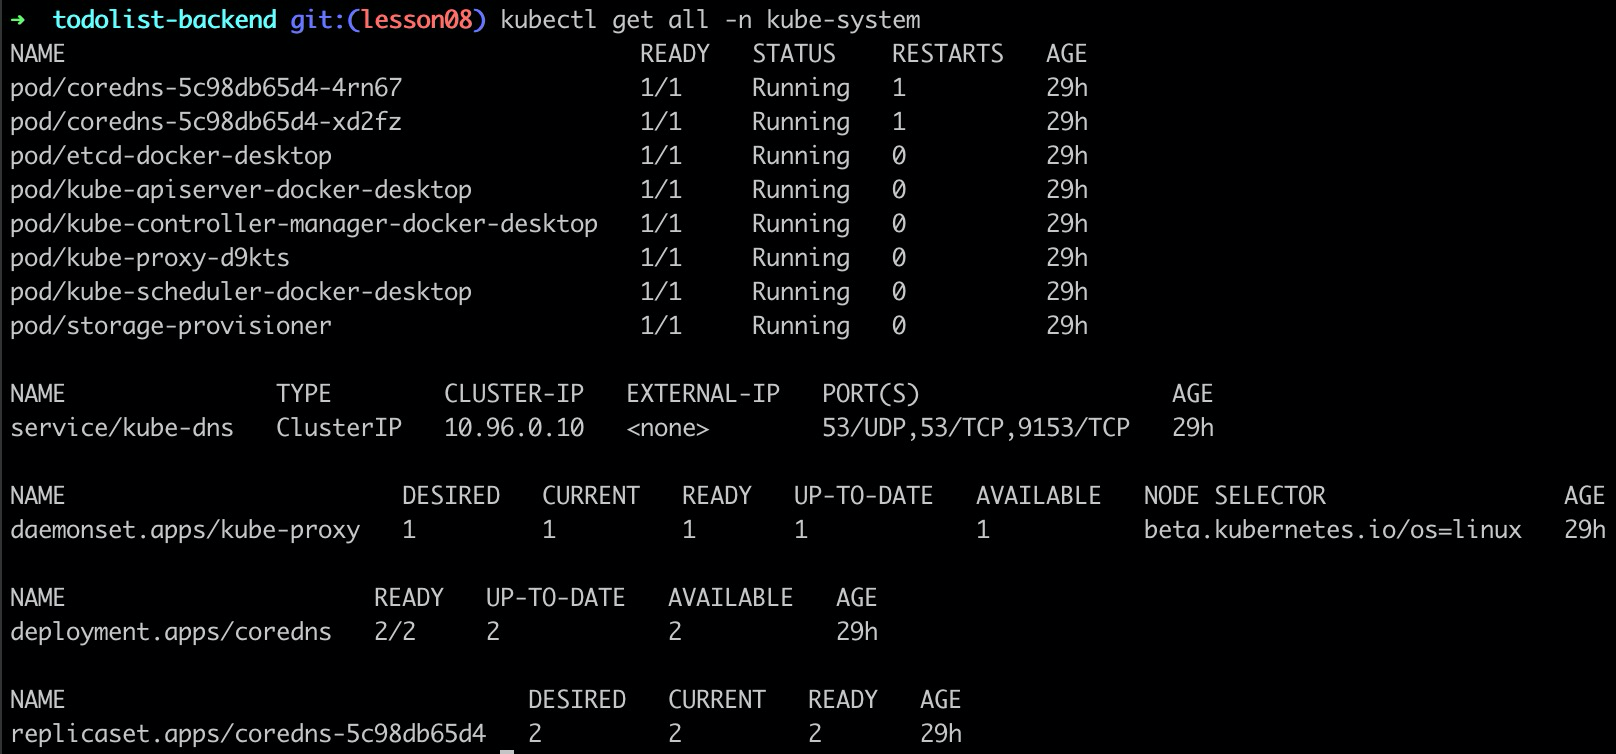 ➜  todolist-backend git:(lesson08) kubectl get all -n kube-system
NAME                                         READY   STATUS    RESTARTS   AGE
pod/coredns-5c98db65d4-4rn67                 1/1     Running   1          29h
pod/coredns-5c98db65d4-xd2fz                 1/1     Running   1          29h
pod/etcd-docker-desktop                      1/1     Running   0          29h
pod/kube-apiserver-docker-desktop            1/1     Running   0          29h
pod/kube-controller-manager-docker-desktop   1/1     Running   0          29h
pod/kube-proxy-d9kts                         1/1     Running   0          29h
pod/kube-scheduler-docker-desktop            1/1     Running   0          29h
pod/storage-provisioner                      1/1     Running   0          29h
NAME               TYPE        CLUSTER-IP   EXTERNAL-IP   PORT(S)                  AGE
service/kube-dns   ClusterIP   10.96.0.10   <none>        53/UDP,53/TCP,9153/TCP   29h
NAME                        DESIRED   CURRENT   READY   UP-TO-DATE   AVAILABLE   NODE SELECTOR                 AGE
daemonset.apps/kube-proxy   1         1         1       1            1           beta.kubernetes.io/os=linux   29h
NAME                      READY   UP-TO-DATE   AVAILABLE   AGE
deployment.apps/coredns   2/2     2            2           29h
NAME                                 DESIRED   CURRENT   READY   AGE
replicaset.apps/coredns-5c98db65d4   2         2         2       29h